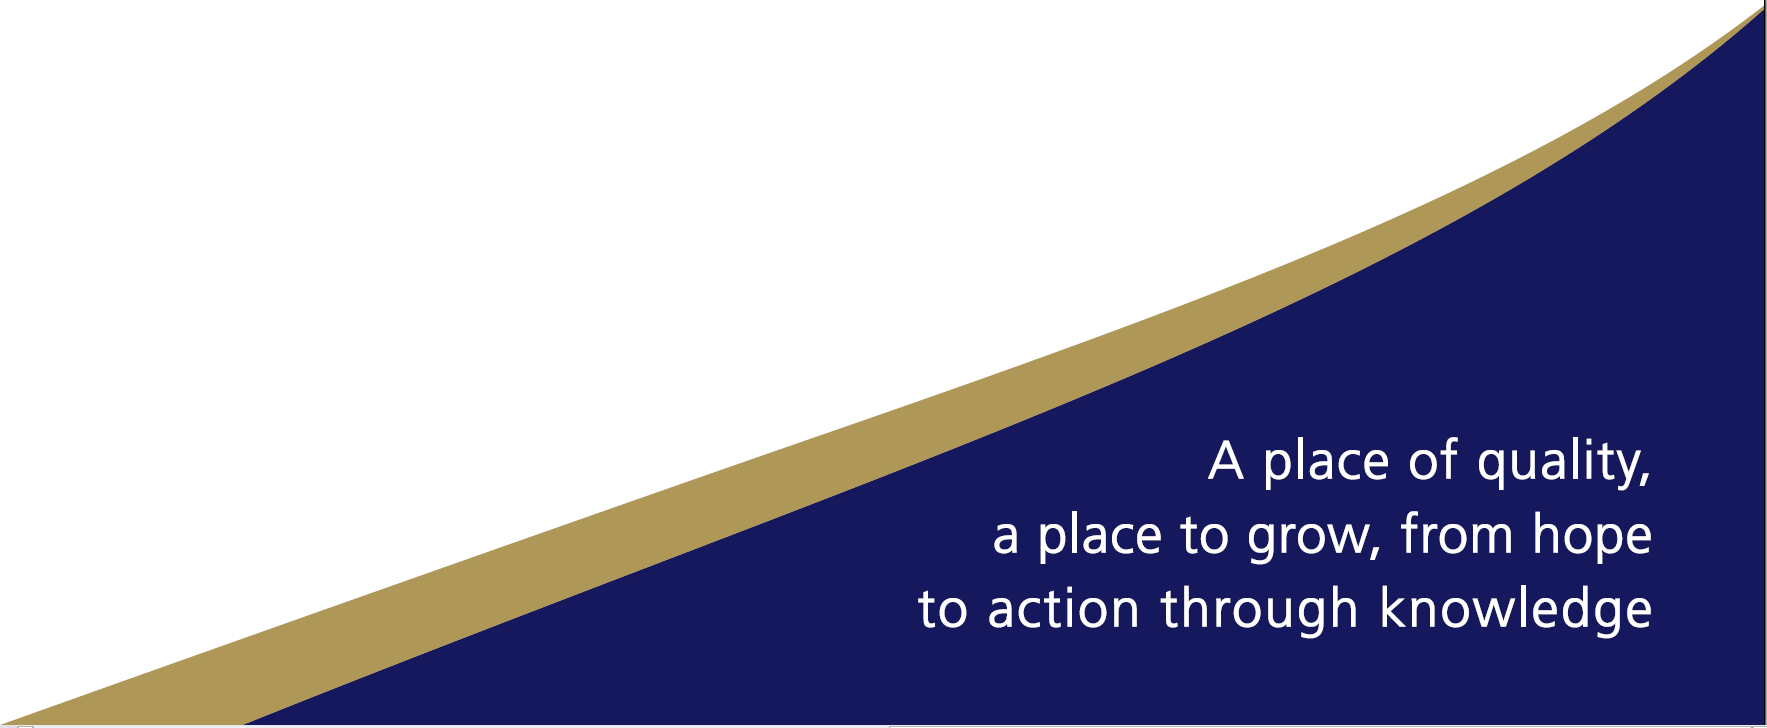 A place of quality,
a place to grow, from hope
to action through knowledge